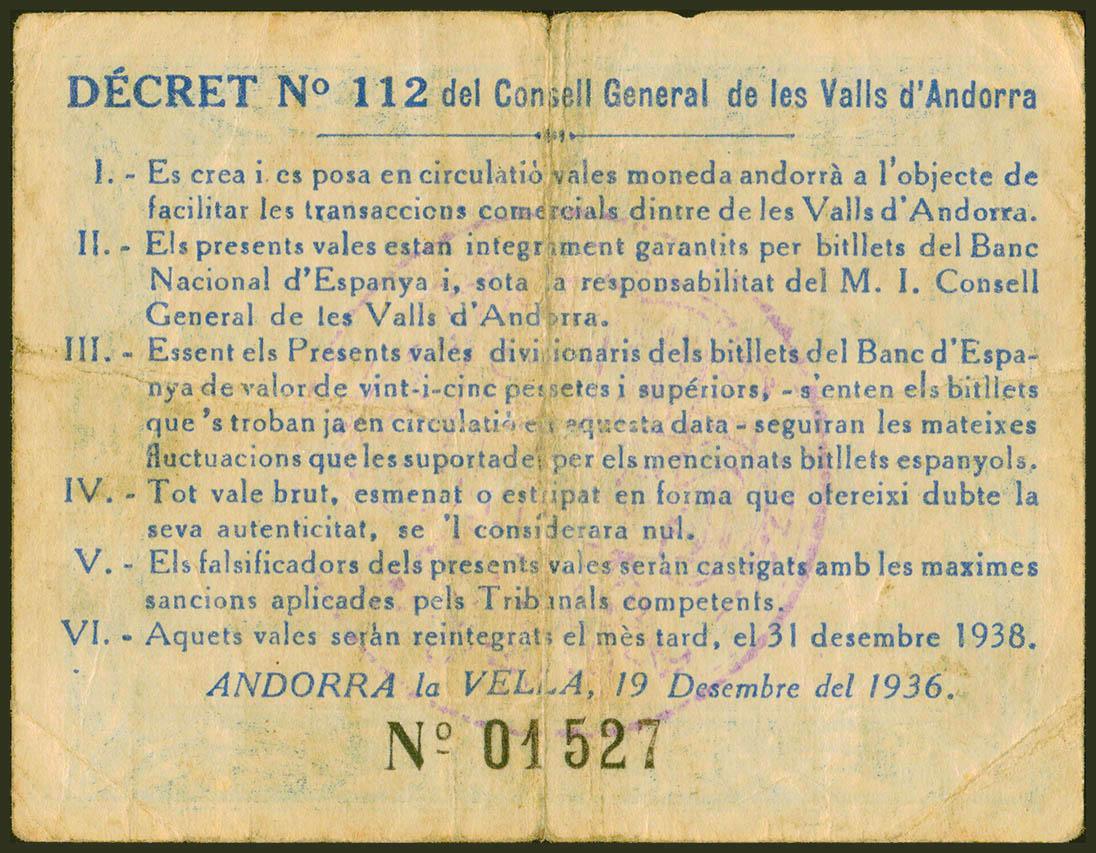 DÉCRET Nº 112 del Consell General de les Valls d'Andorra
I. - Es crea i es posa en circulàtiò vales moneda andorrà a l'objecte de
facilitar les transaccions comercials dintre de les Valls d'Andorra.
II. - Els presents vales estan integrament garantits per bitllets del Banc
Nacional d'Espanya i, sota la responsabilitat del M. I. Consell
General de les Valls d'Andorra.
III. - Essent els Presents vales divisionaris dels bitllets del Banc d'Espa-
nya de valor de vint-i-cinc pessetes i supériors, - s'enten els bitllets
que 's troban ja en circulatiò en aquesta data - seguiran les mateixes
fluctuacions que les suportades per els mencionats bitllets espanyols.
IV. - Tot vale brut, esmenat o estripat en forma que otereixi dubte la
seva autenticitat, se 'l considerara nul.
V. - Els falsificadors dels presents vales seràn castigats amb les maximes
sancions aplicades pels Tribunals competents.
VI. - Aquets vales seràn reintegrats el mès tard, el 31 desembre 1938.
ANDORRA la VELLA, 19 Desembre del 1936.
Nº 01527